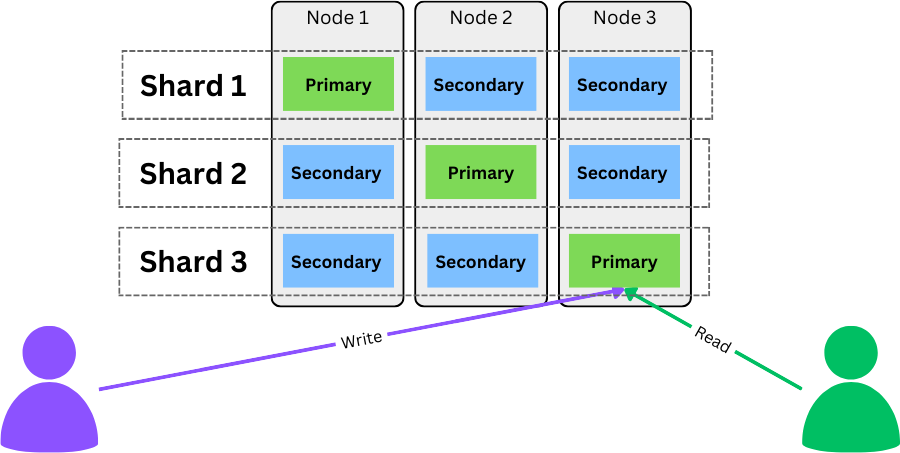 Node 1
Node 2
Node 3
Shard 1
Primary
Secondary
Secondary
Shard 2
Secondary
Primary
Secondary
Shard 3
Secondary
Secondary
Primary
Write
Read